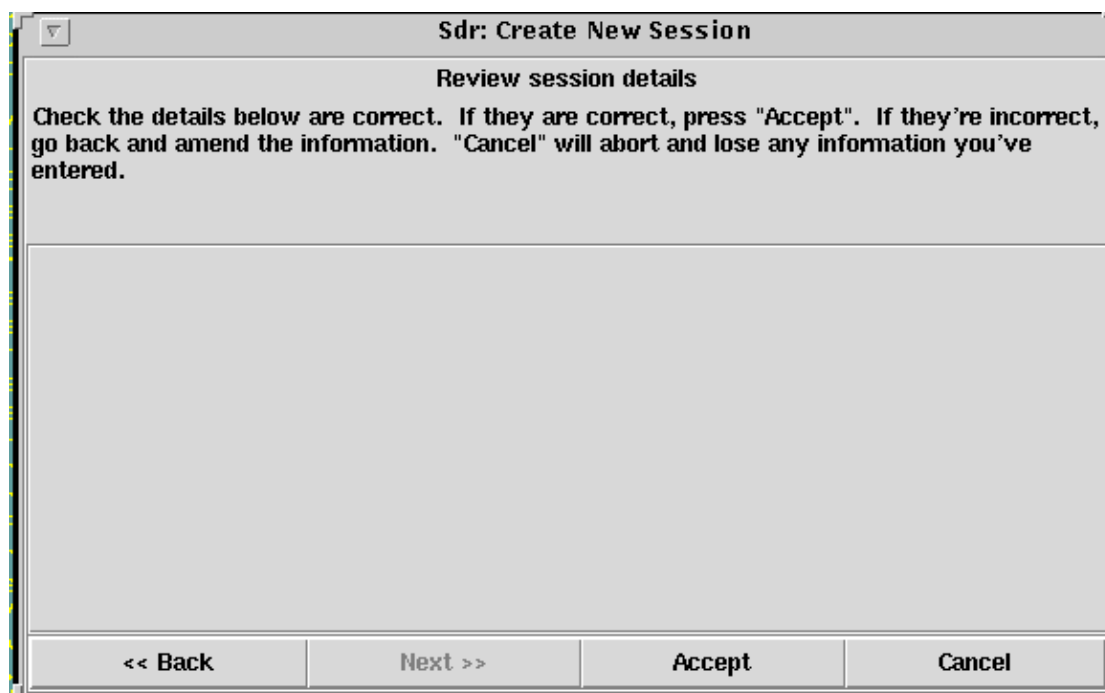 Sdr: Create New Session
Review session details
Check the details below are correct.  If they are correct, press "Accept".  If they're incorrect,
go back and amend the information.  "Cancel" will abort and lose any information you've
entered.
<< Back
Next >>
Accept
Cancel